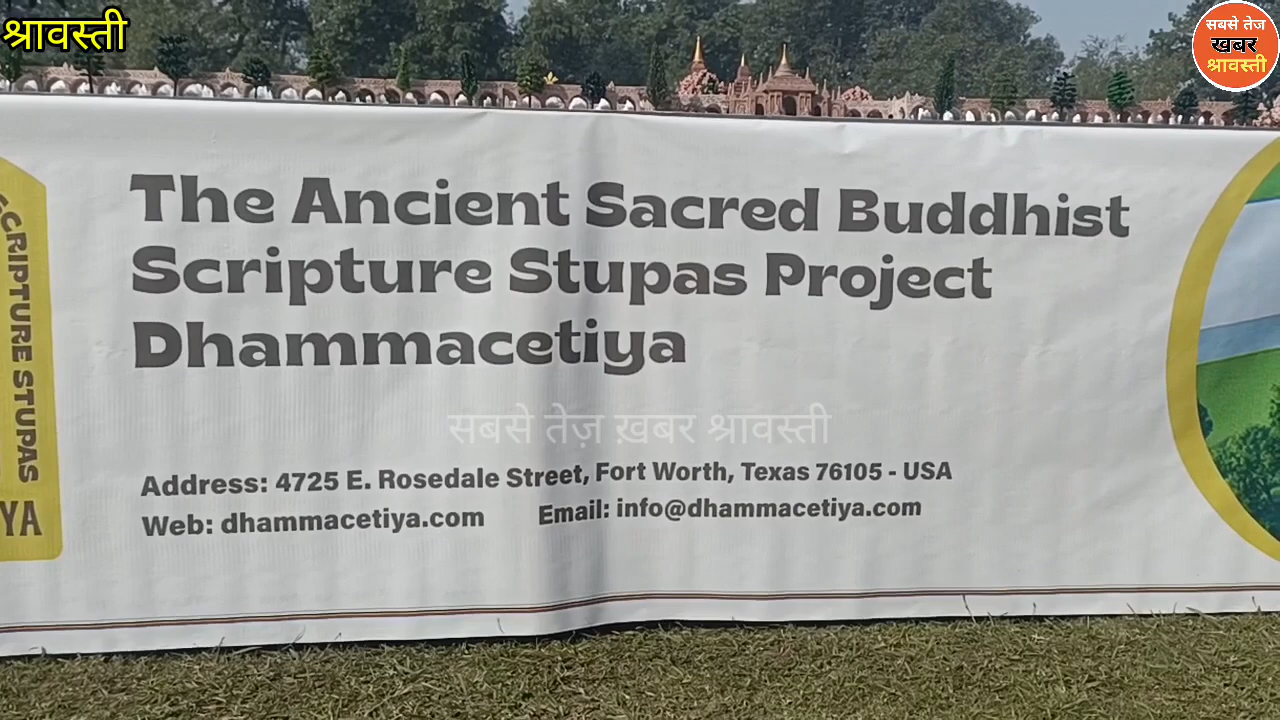 श्रावस्ती
सबसे तेज
खबर
श्रावस्ती
The Ancient Sacred Buddhist
Scripture Stupas Project
Dhammacetiya
सबसे तेज़ ख़बर श्रावस्ती
Address: 4725 E. Rosedale Street, Fort Worth, Texas 76105 - USA
Web: dhammacetiya.com Email: info@dhammacetiya.com
SCRIPTURE STUPAS
YA